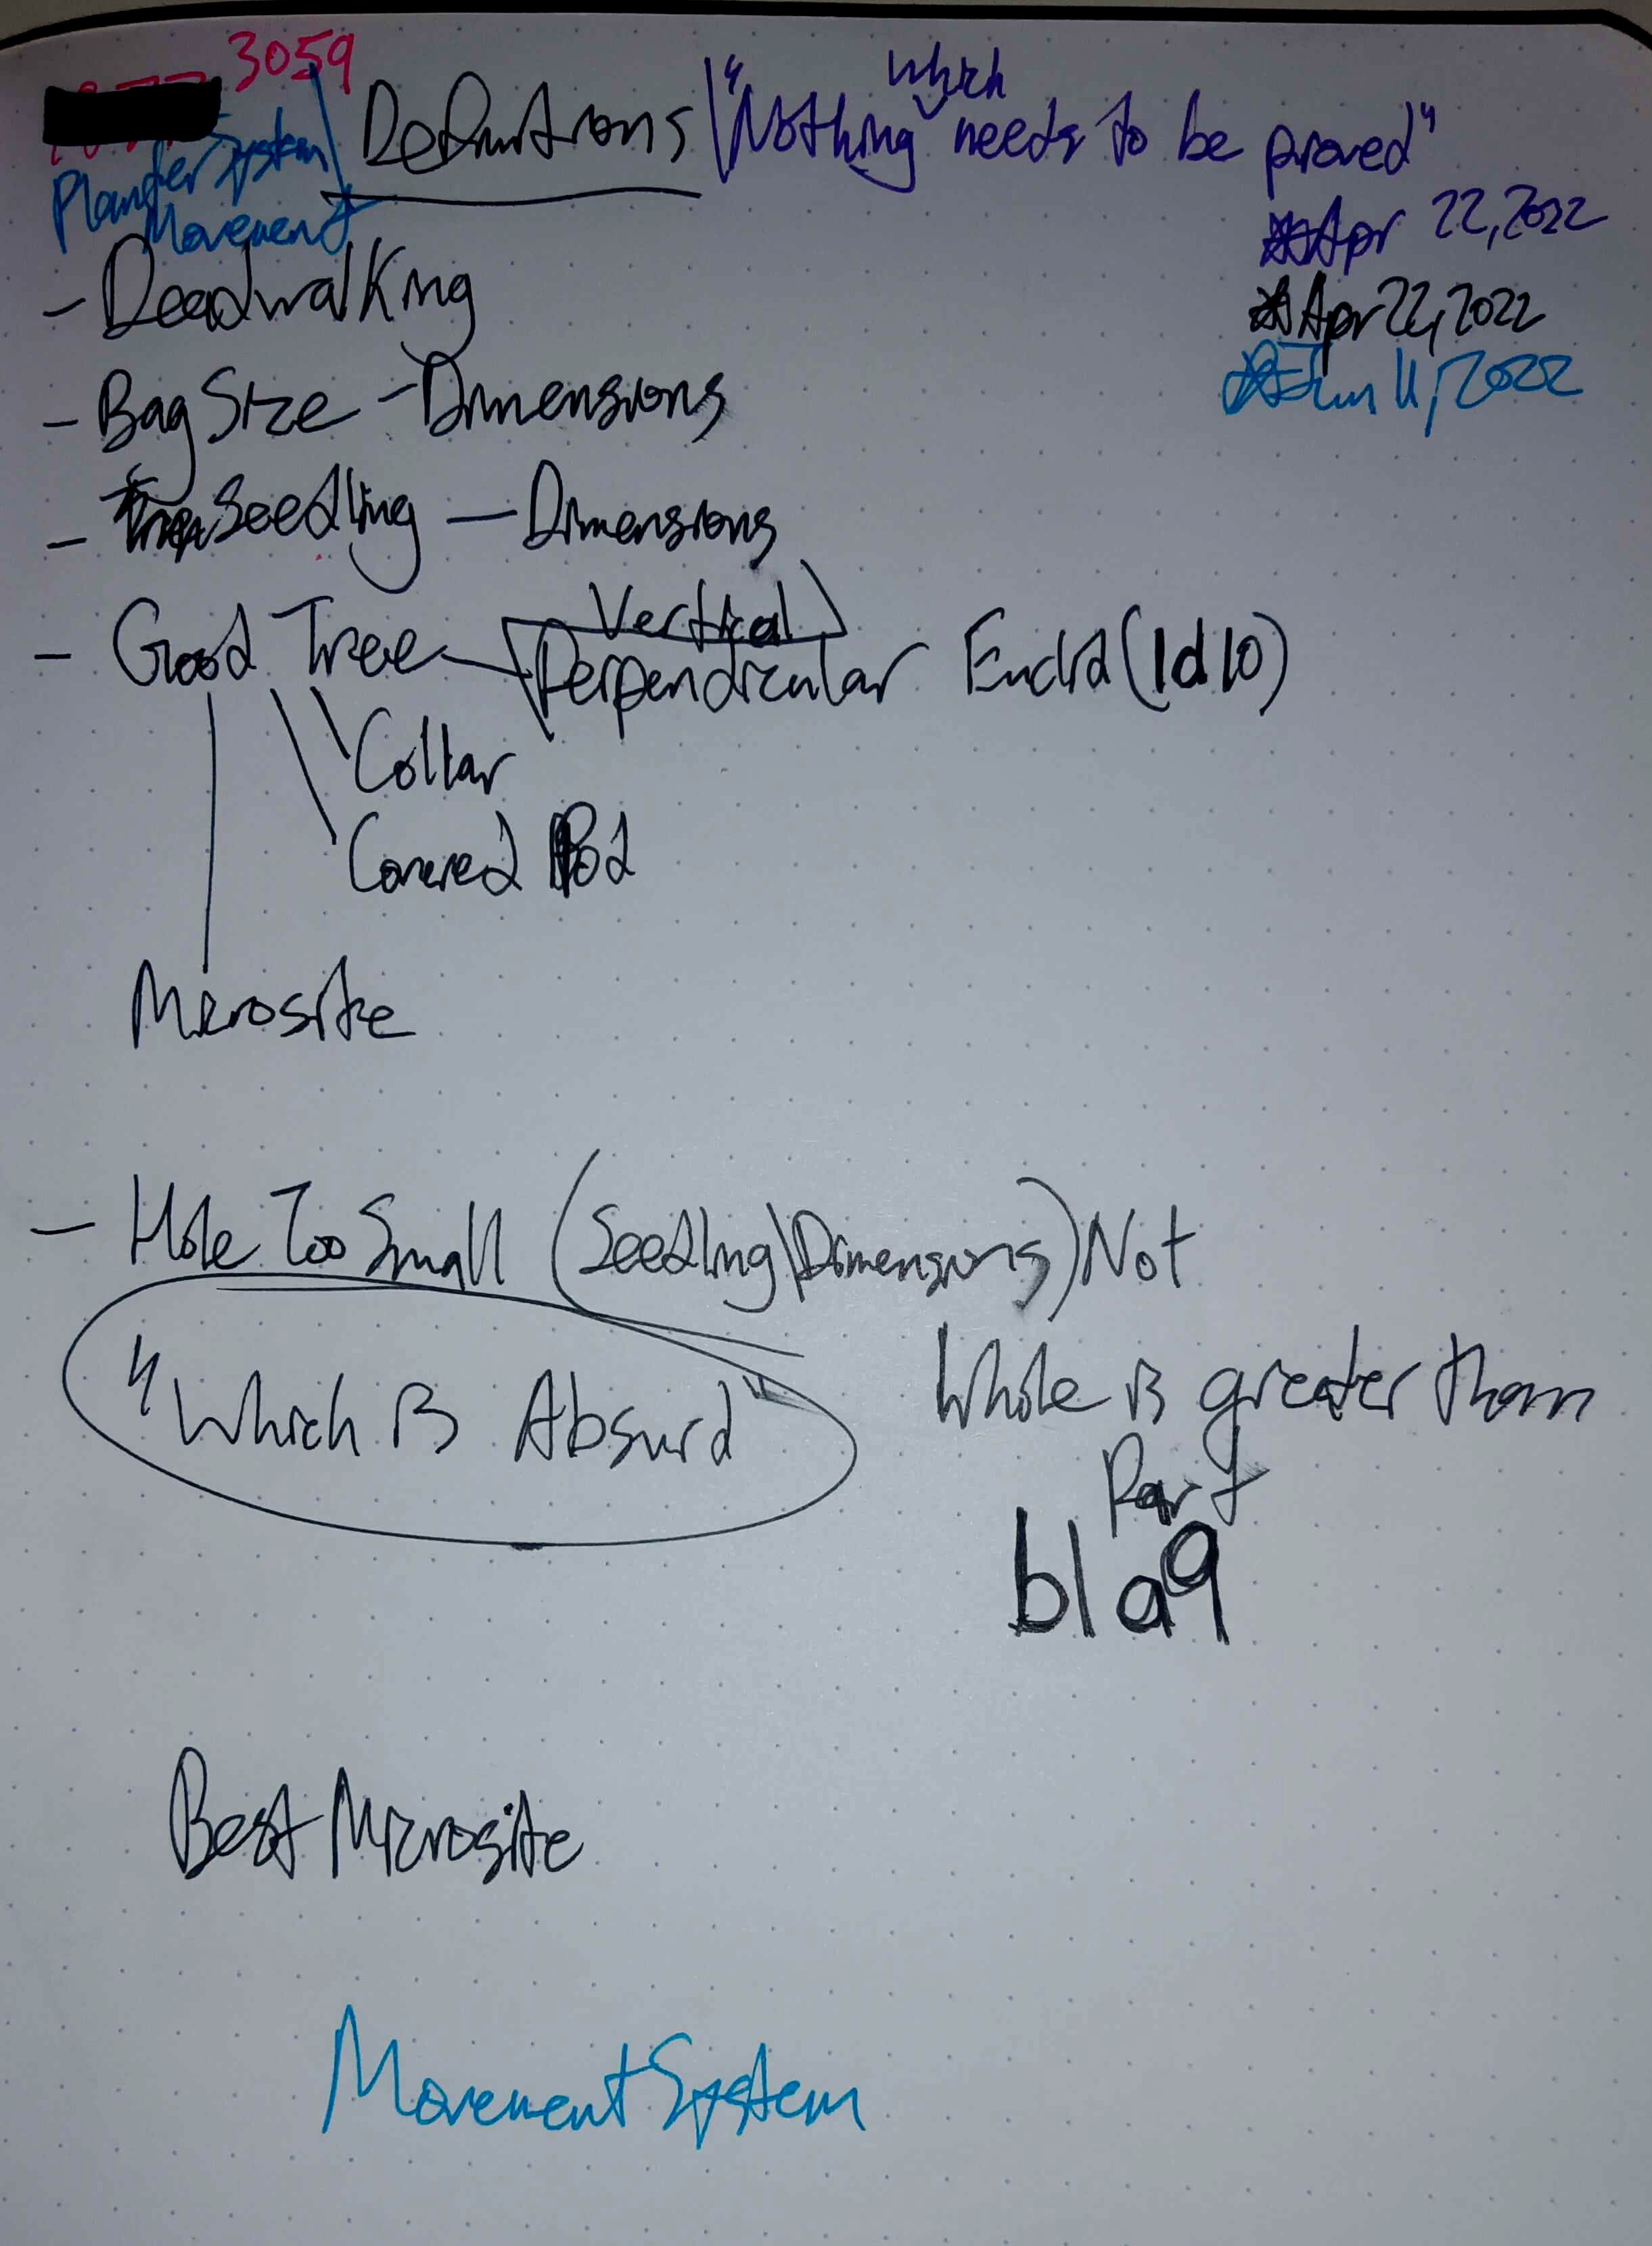 3059
Planter System
Movement
Definitions "Nothing which needs to be proved"
Apr 22, 2022
Apr 22, 2022
Jun 11, 2022
- Deadwalking
- Bag Size - Dimensions
- Seedling - Dimensions
- Good Tree - Perpendicular Euclid (1d10)
Vertical
Collar
Covered Pod
Microsite
- Hole Too Small (Seedling\Dimensions) Not
"Which is Absurd"
Whole is greater than
Part
b1a9
Best Microsite
Movement System